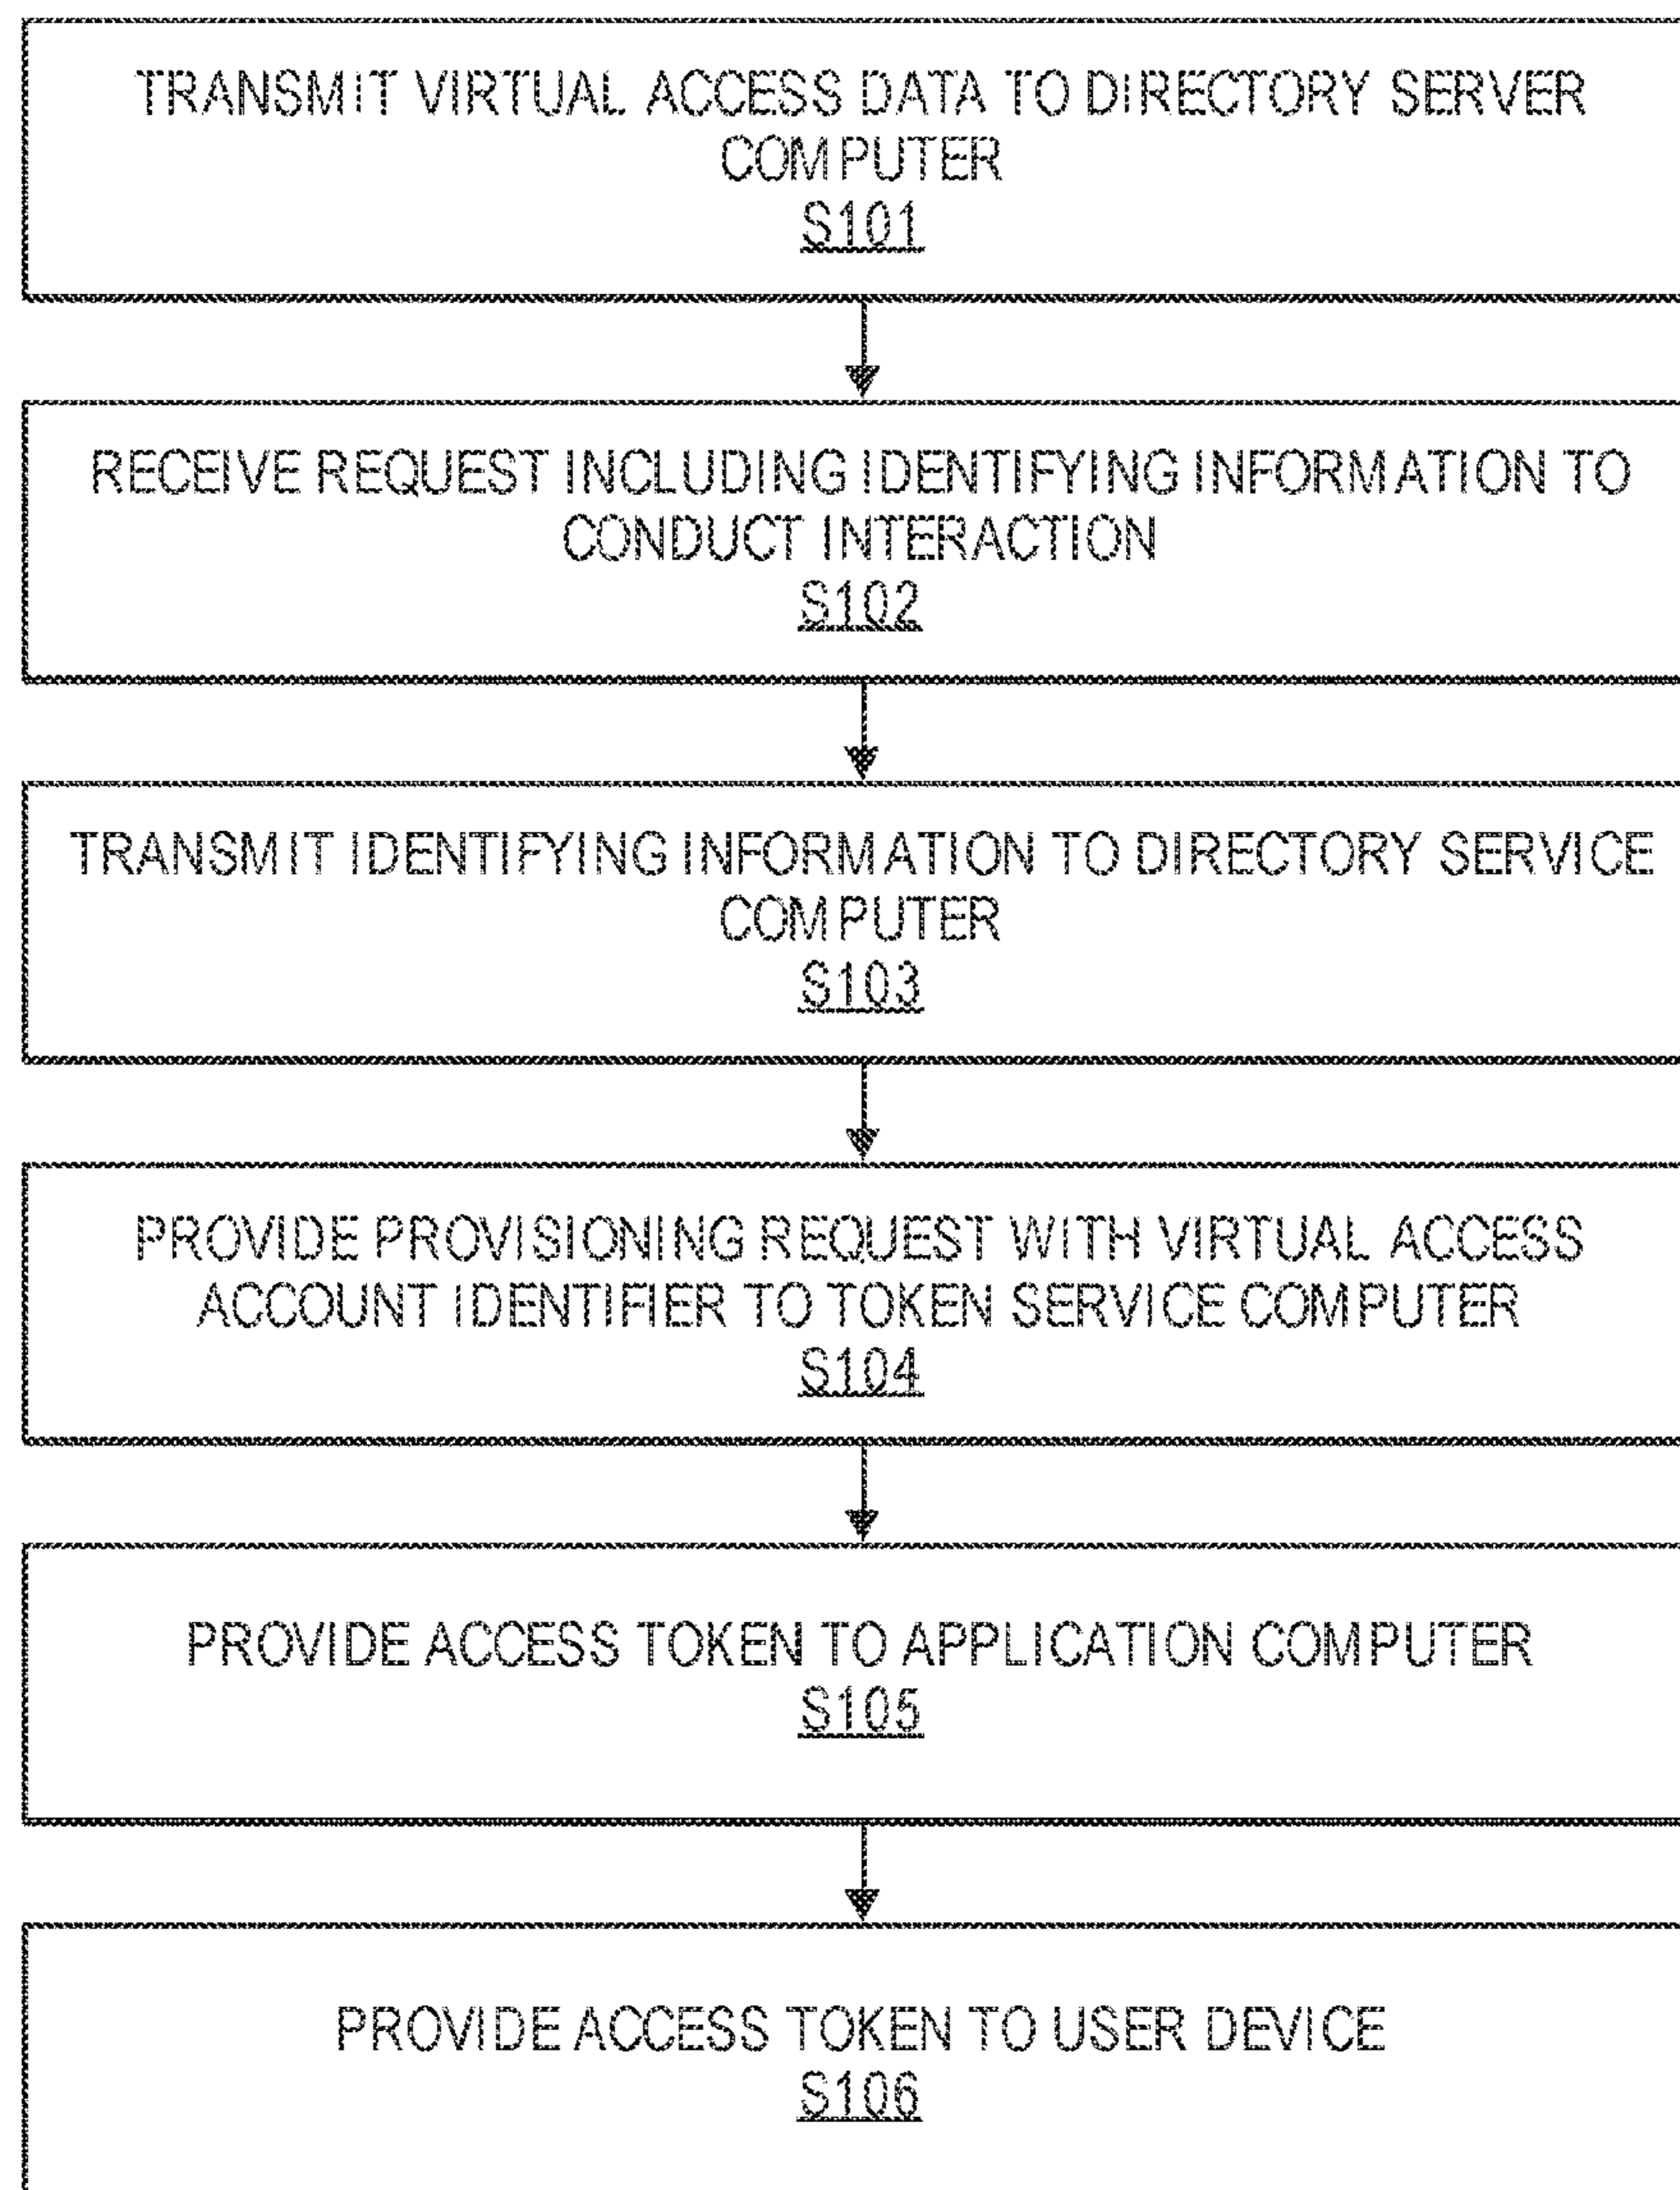 TRANSMIT VIRTUAL ACCESS DATA TO DIRECTORY SERVER
COMPUTER
S101
RECEIVE REQUEST INCLUDING IDENTIFYING INFORMATION TO
CONDUCT INTERACTION
S102
TRANSMIT IDENTIFYING INFORMATION TO DIRECTORY SERVICE
COMPUTER
S103
PROVIDE PROVISIONING REQUEST WITH VIRTUAL ACCESS
ACCOUNT IDENTIFIER TO TOKEN SERVICE COMPUTER
S104
PROVIDE ACCESS TOKEN TO APPLICATION COMPUTER
S105
PROVIDE ACCESS TOKEN TO USER DEVICE
S106